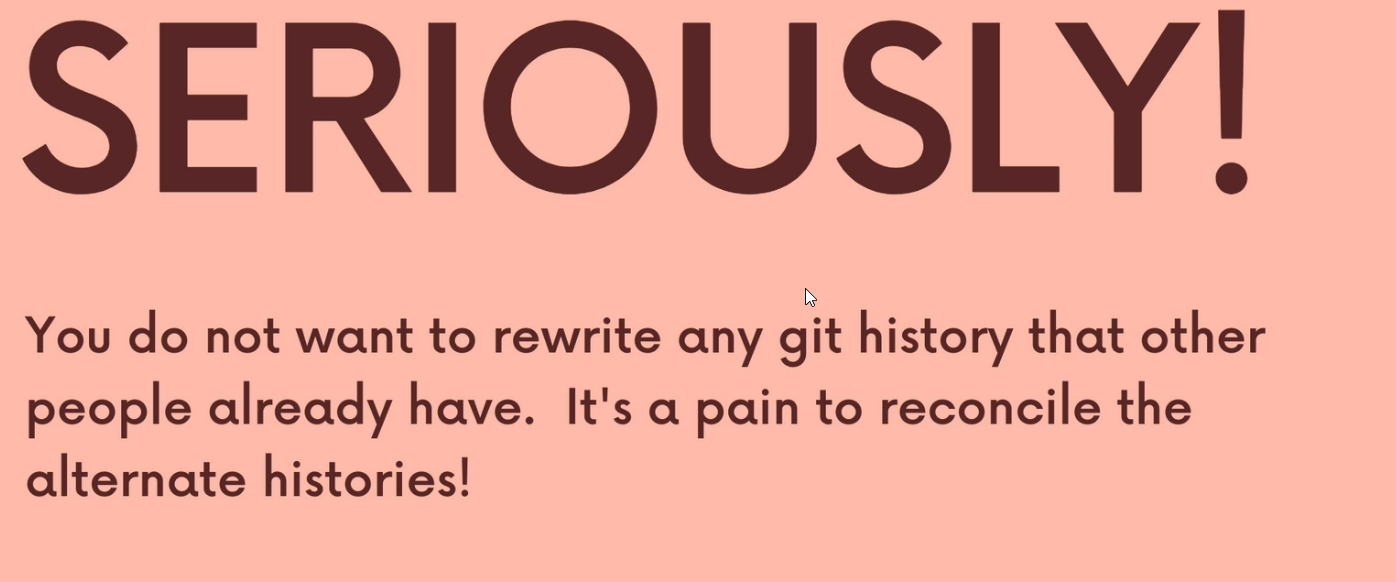 SERIOUSLY!
You do not want to rewrite any git history that other
people already have.  It's a pain to reconcile the
alternate histories!